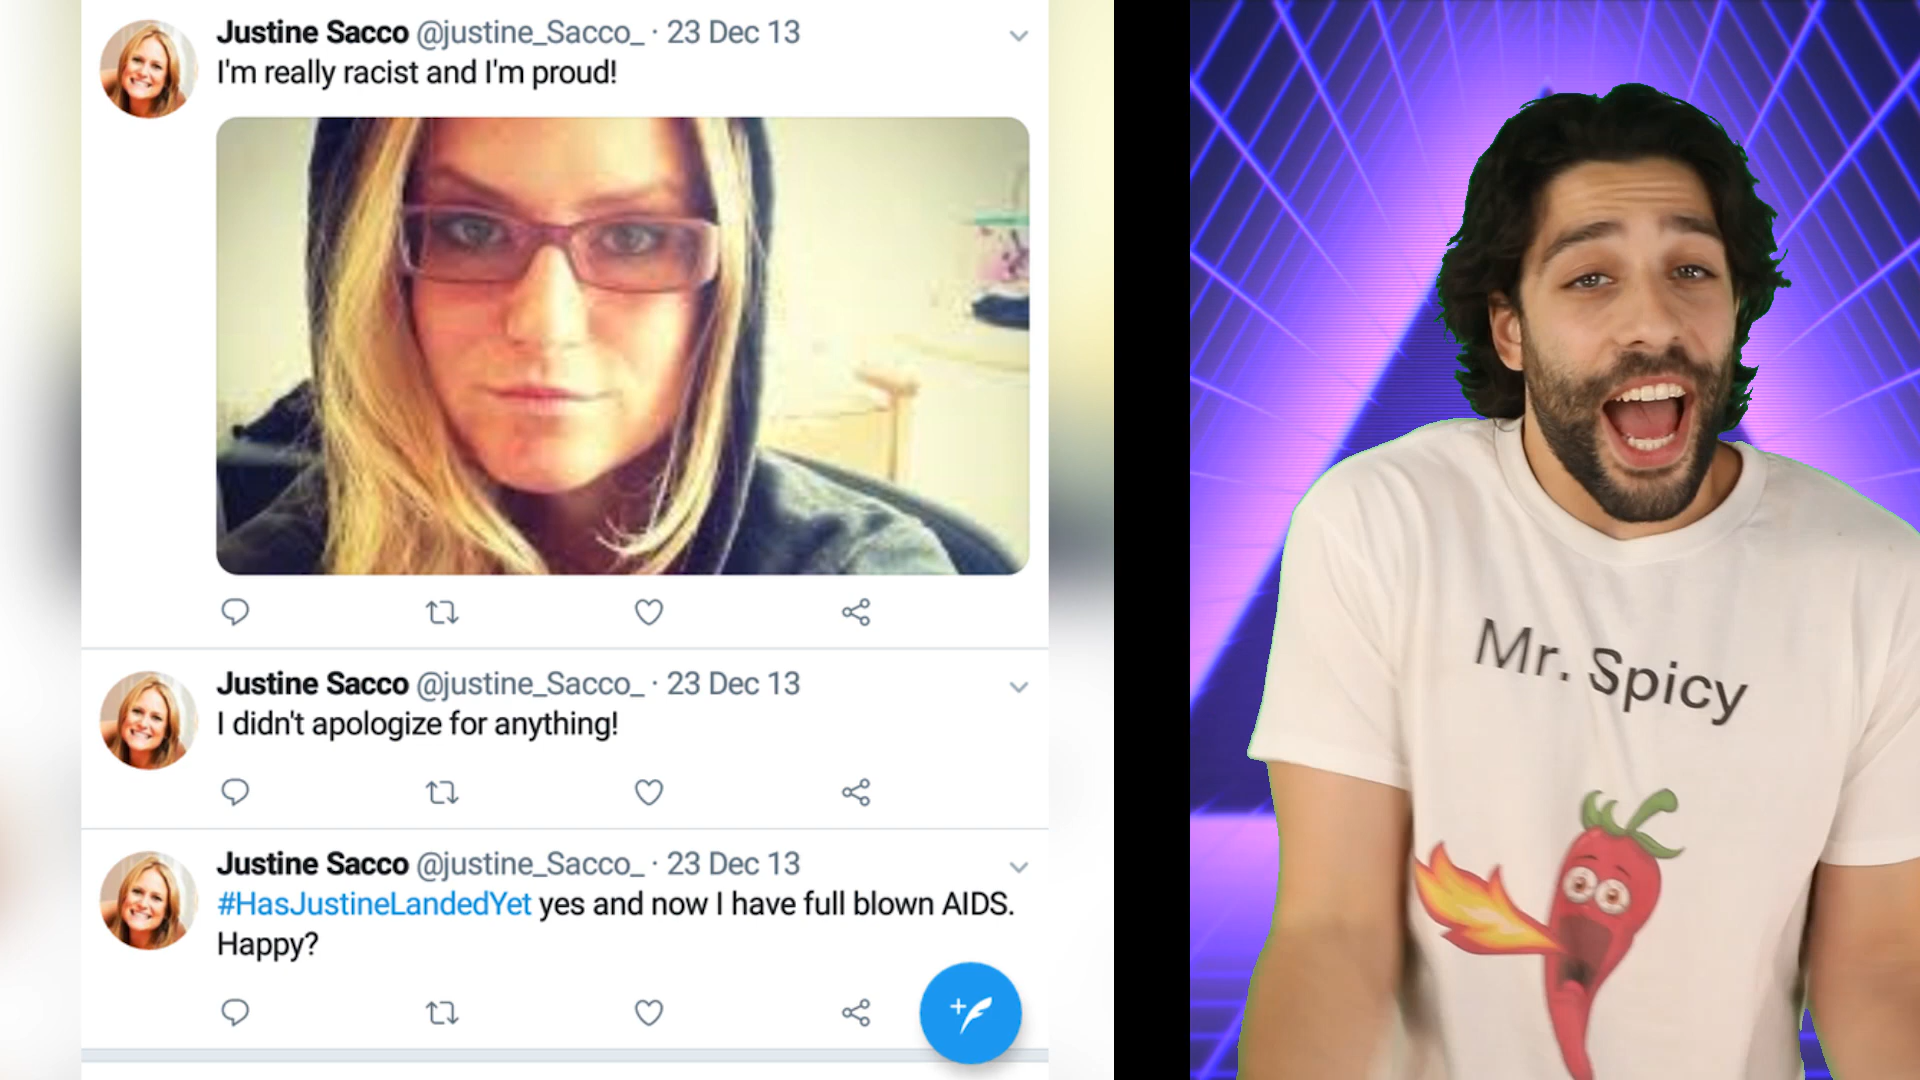 Justine Sacco @justine_Sacco_ · 23 Dec 13
I'm really racist and I'm proud!
Justine Sacco @justine_Sacco_ · 23 Dec 13
I didn't apologize for anything!
Justine Sacco @justine_Sacco_ · 23 Dec 13
#HasJustineLandedYet yes and now I have full blown AIDS.
Happy?
Mr. Spicy